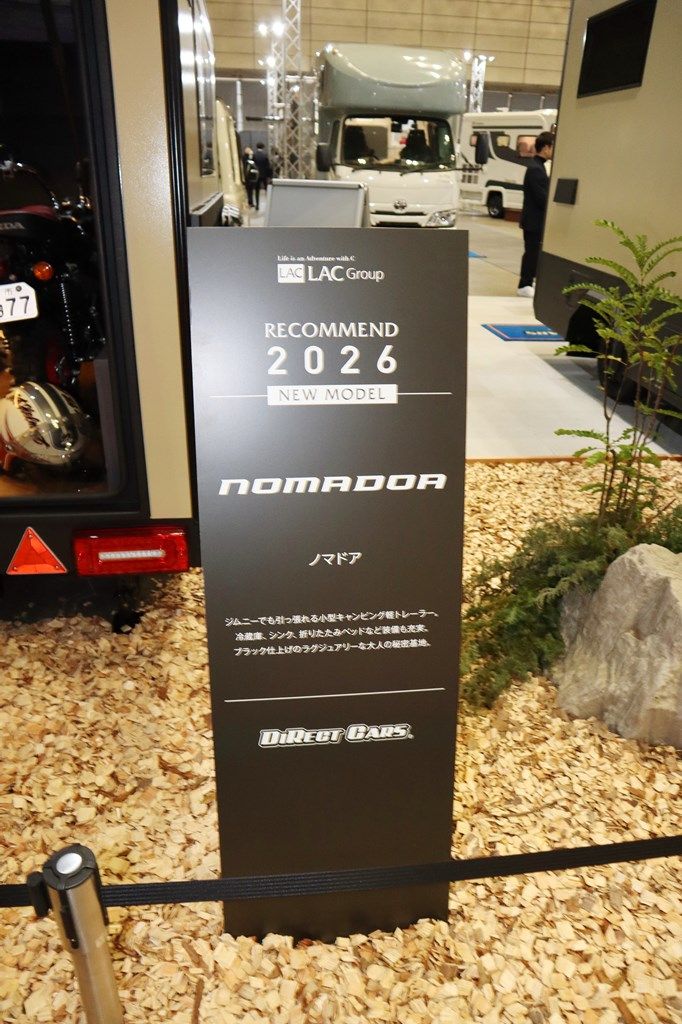 Life is an Adventure with C
LAC LAC Group
RECOMMEND
2026
NEW MODEL
NOMADOA
ノマドア
ジムニーでも引っ張れる小型キャンピング軽トレーラー。
冷蔵庫、シンク、折りたたみベッドなど装備も充実。
ブラック仕上げのラグジュアリーな大人の秘密基地。
DIRECT CARS
77